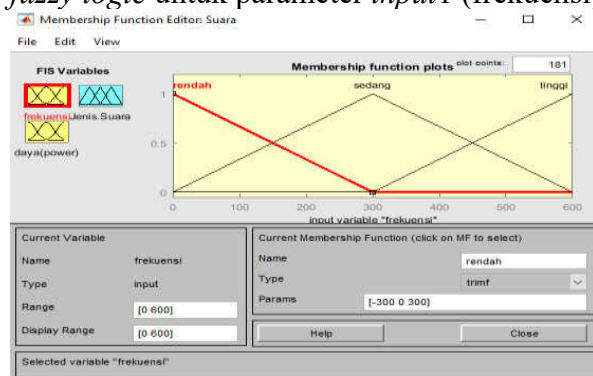 fuzzy logic untuk parameter input1 (frekuensi
Membership Function Editor: Suara
File Edit View
FIS Variables
frekuensi Jenis.Suara
daya(power)
Membership function plots plot points: 181
rendah sedang tinggi
1
0.5
0
0 100 200 300 400 500 600
input variable "frekuensi"
Current Variable
Name frekuensi
Type input
Range [0 600]
Display Range [0 600]
Current Membership Function (click on MF to select)
Name rendah
Type trimf
Params [-300 0 300]
Help Close
Selected variable "frekuensi"